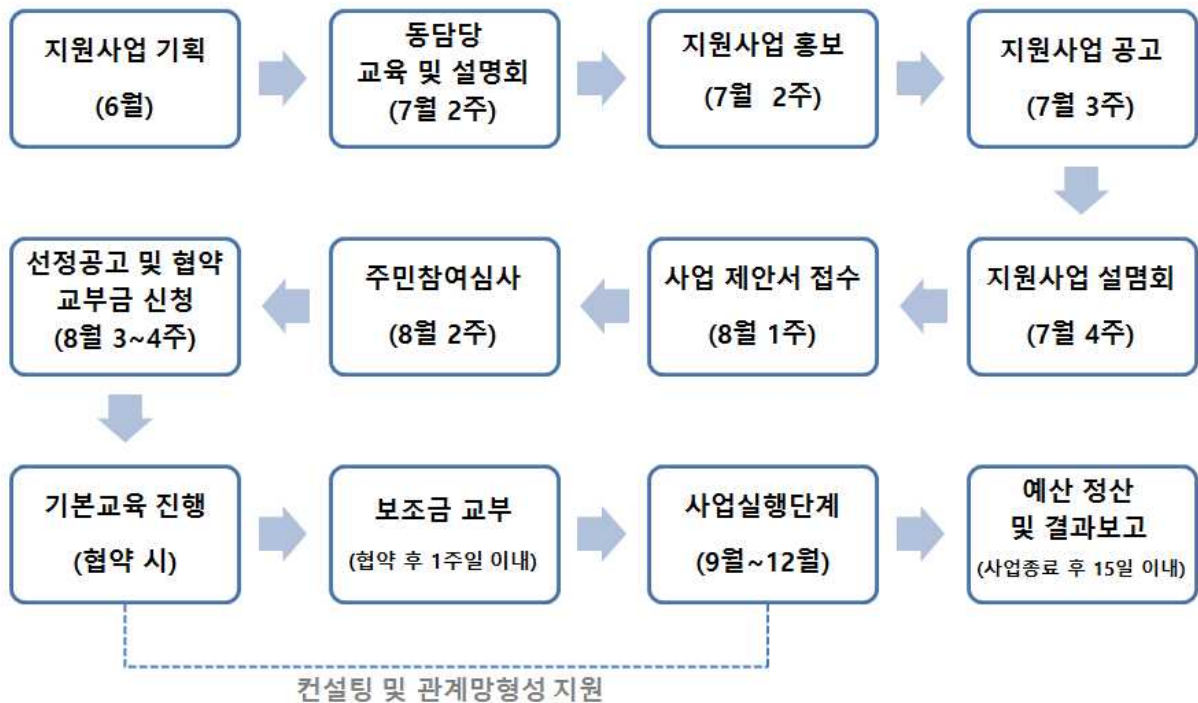 지원사업 기획
(6월)
동담당
교육 및 설명회
(7월 2주)
지원사업 홍보
(7월 2주)
지원사업 공고
(7월 3주)
지원사업 설몀회
(7월 4주)
사업 제안서 접수
(8월 1주)
주민참여심사
(8월 2주)
선정공고 및 협약
교부금 신청
(8월 3~4주)
기본교육 진행
(협약 시)
보조금 교부
(협약 후 1주일 이내)
사업실행단계
(9월~12월)
예산 정산
및 결과보고
(사업종료 후 15일 이내)
컨설팅 및 관계망형성 지원